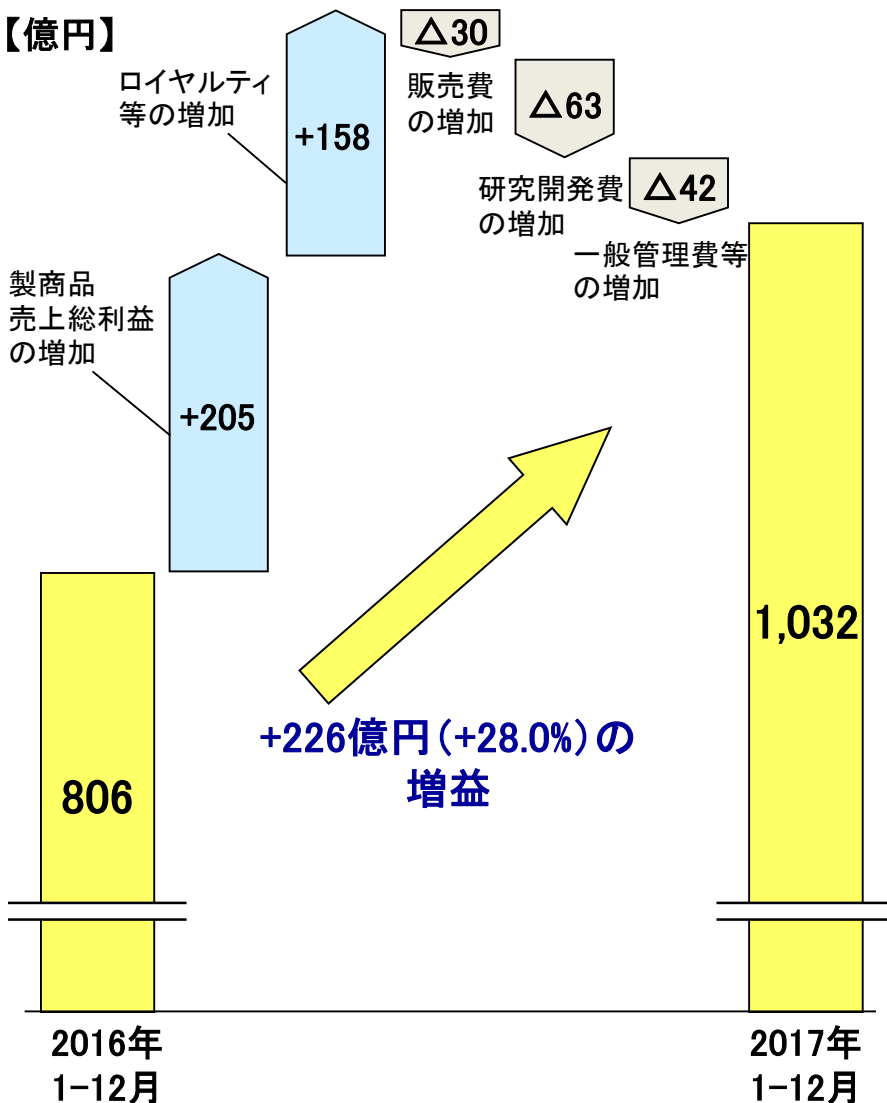 【億円】
ロイヤルティ
等の増加
+158
△30
販売費
の増加
△63
研究開発費
の増加
△42
一般管理費等
の増加
製商品
売上総利益
の増加
+205
+226億円(+28.0%)の
増益
806
1,032
2016年
1-12月
2017年
1-12月